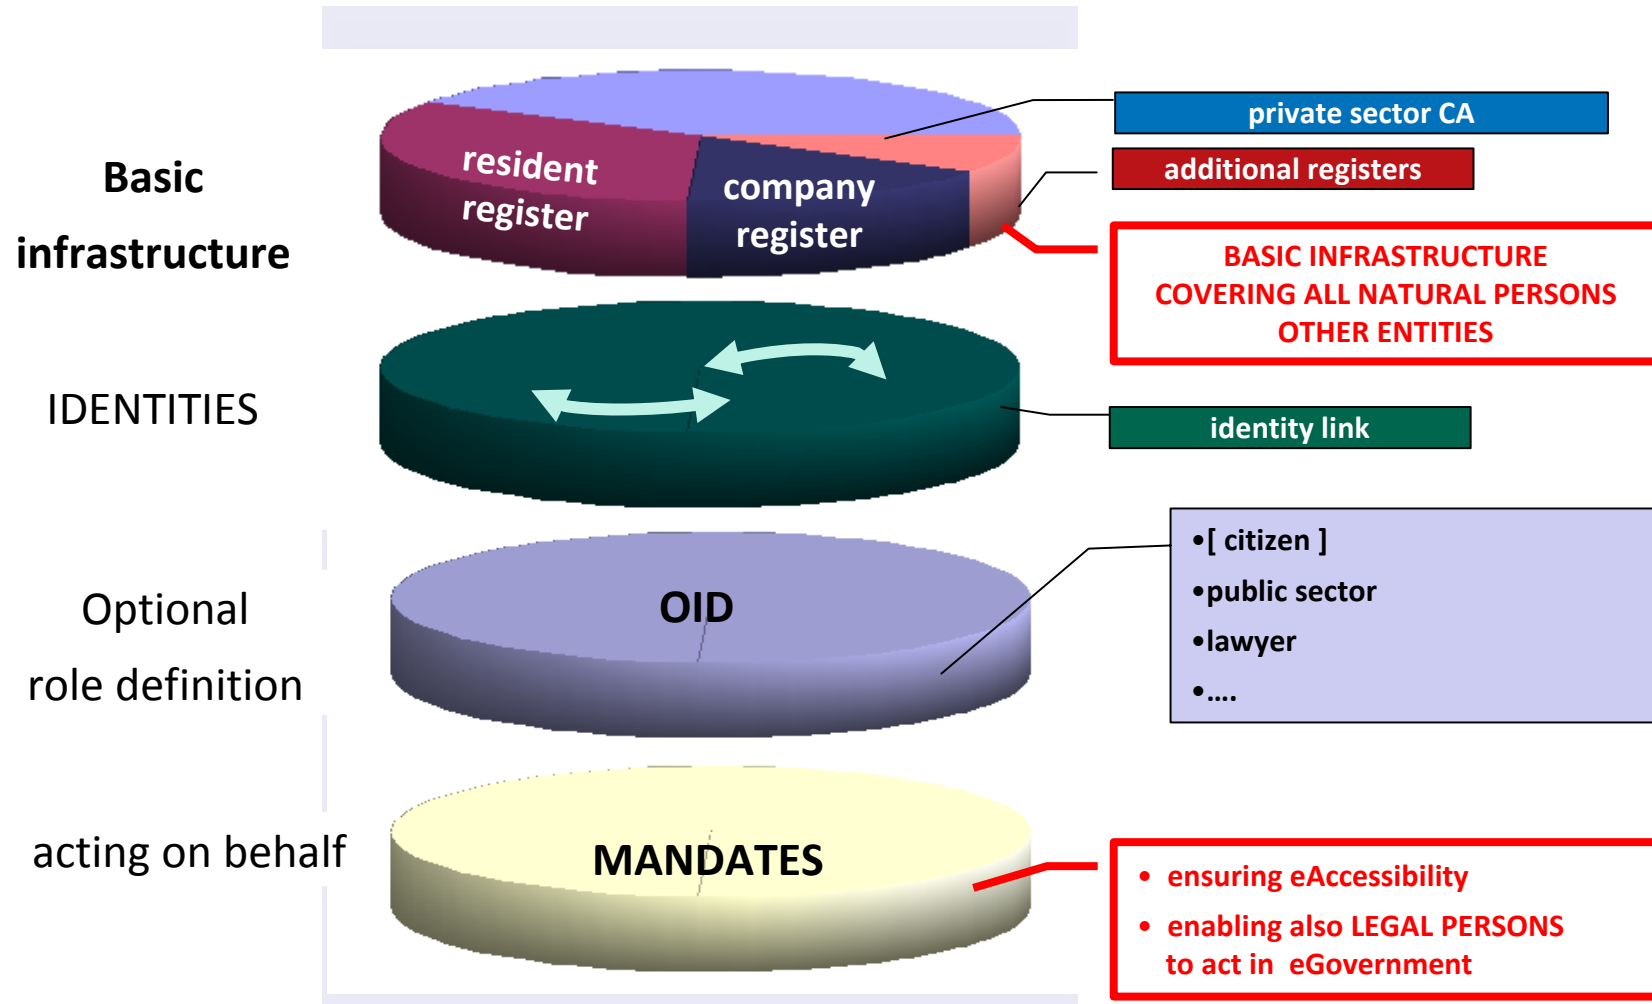 private sector CA
Basic
infrastructure
resident
register
company
register
additional registers
BASIC INFRASTRUCTURE
COVERING ALL NATURAL PERSONS
OTHER ENTITIES
IDENTITIES
identity link
Optional
role definition
OID
•[ citizen ]
•public sector
•lawyer
•....
acting on behalf
MANDATES
• ensuring eAccessibility
• enabling also LEGAL PERSONS
to act in eGovernment